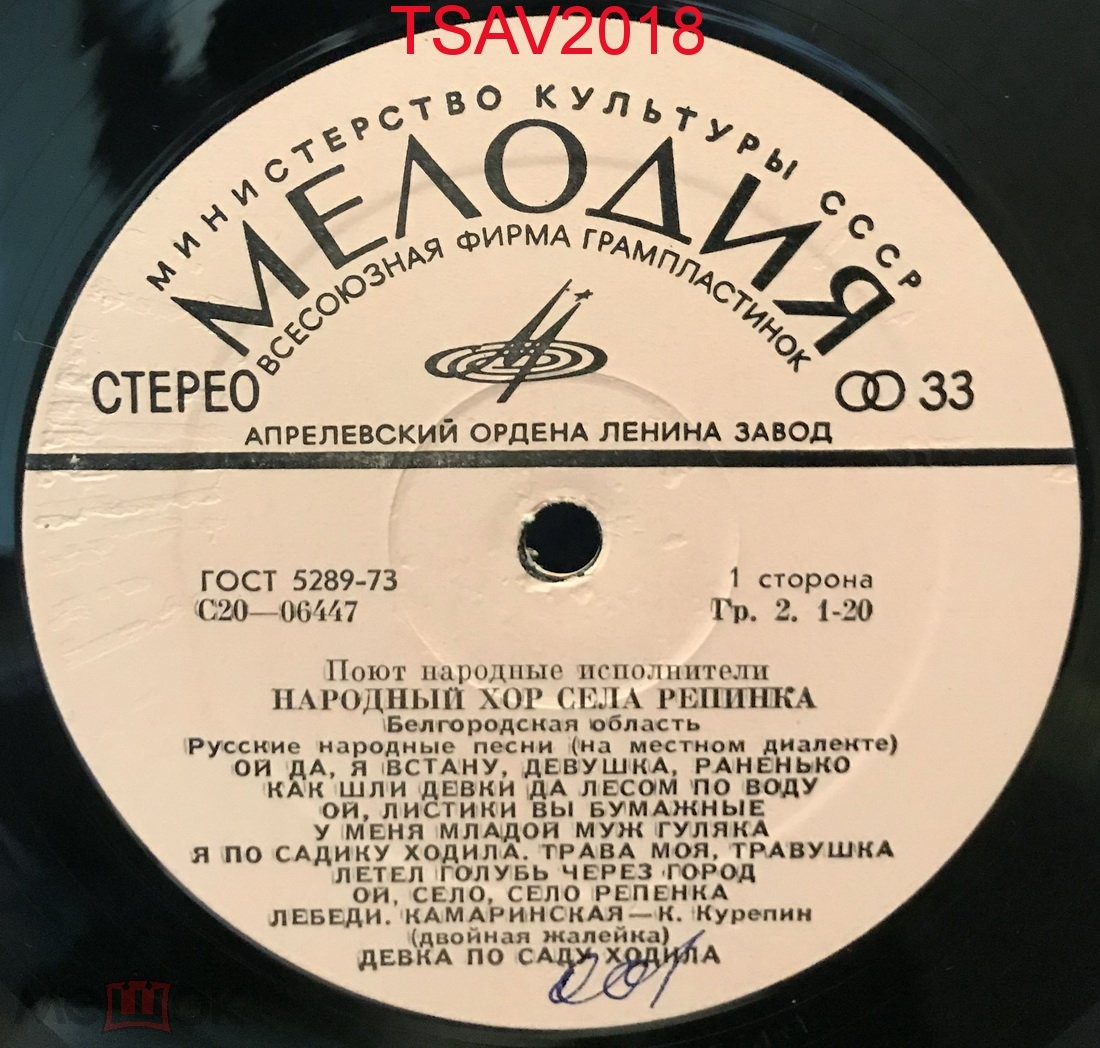 TSAV2018
МИНИСТЕРСТВО КУЛЬТУРЫ СССР
МЕЛОДИЯ
ВСЕСОЮЗНАЯ ФИРМА ГРАМПЛАСТИНОК
СТЕРЕО
33
АПРЕЛЕВСКИЙ ОРДЕНА ЛЕНИНА ЗАВОД
ГОСТ 5289-73
1 сторона
С20—06447
Гр. 2. 1-20
Поют народные исполнители
НАРОДНЫЙ ХОР СЕЛА РЕПИНКА
Белгородская область
Русские народные песни (на местном диалекте)
ОЙ ДА, Я ВСТАНУ, ДЕВУШКА, РАНЕНЬКО
КАК ШЛИ ДЕВКИ ДА ЛЕСОМ ПО ВОДУ
ОЙ, ЛИСТИКИ ВЫ БУМАЖНЫЕ
У МЕНЯ МЛАДОЙ МУЖ ГУЛЯКА
Я ПО САДИКУ ХОДИЛА. ТРАВА МОЯ, ТРАВУШКА
ЛЕТЕЛ ГОЛУБЬ ЧЕРЕЗ ГОРОД
ОЙ, СЕЛО, СЕЛО РЕПЕНКА
ЛЕБЕДИ. КАМАРИНСКАЯ—К. Курепин
(двойная жалейка)
ДЕВКА ПО САДУ ХОДИЛА
мешок